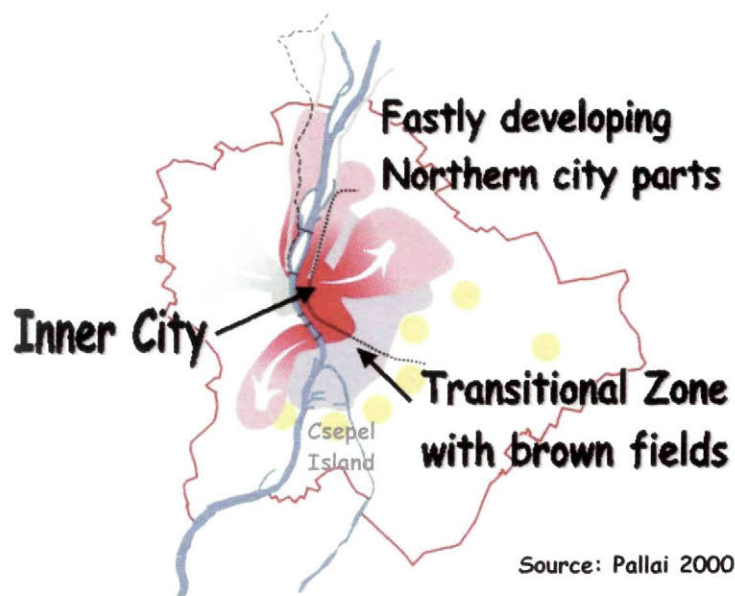 Fastly developing
Northern city parts
Inner City
Transitional Zone
with brown fields
Csepel
Island
Source: Pallai 2000